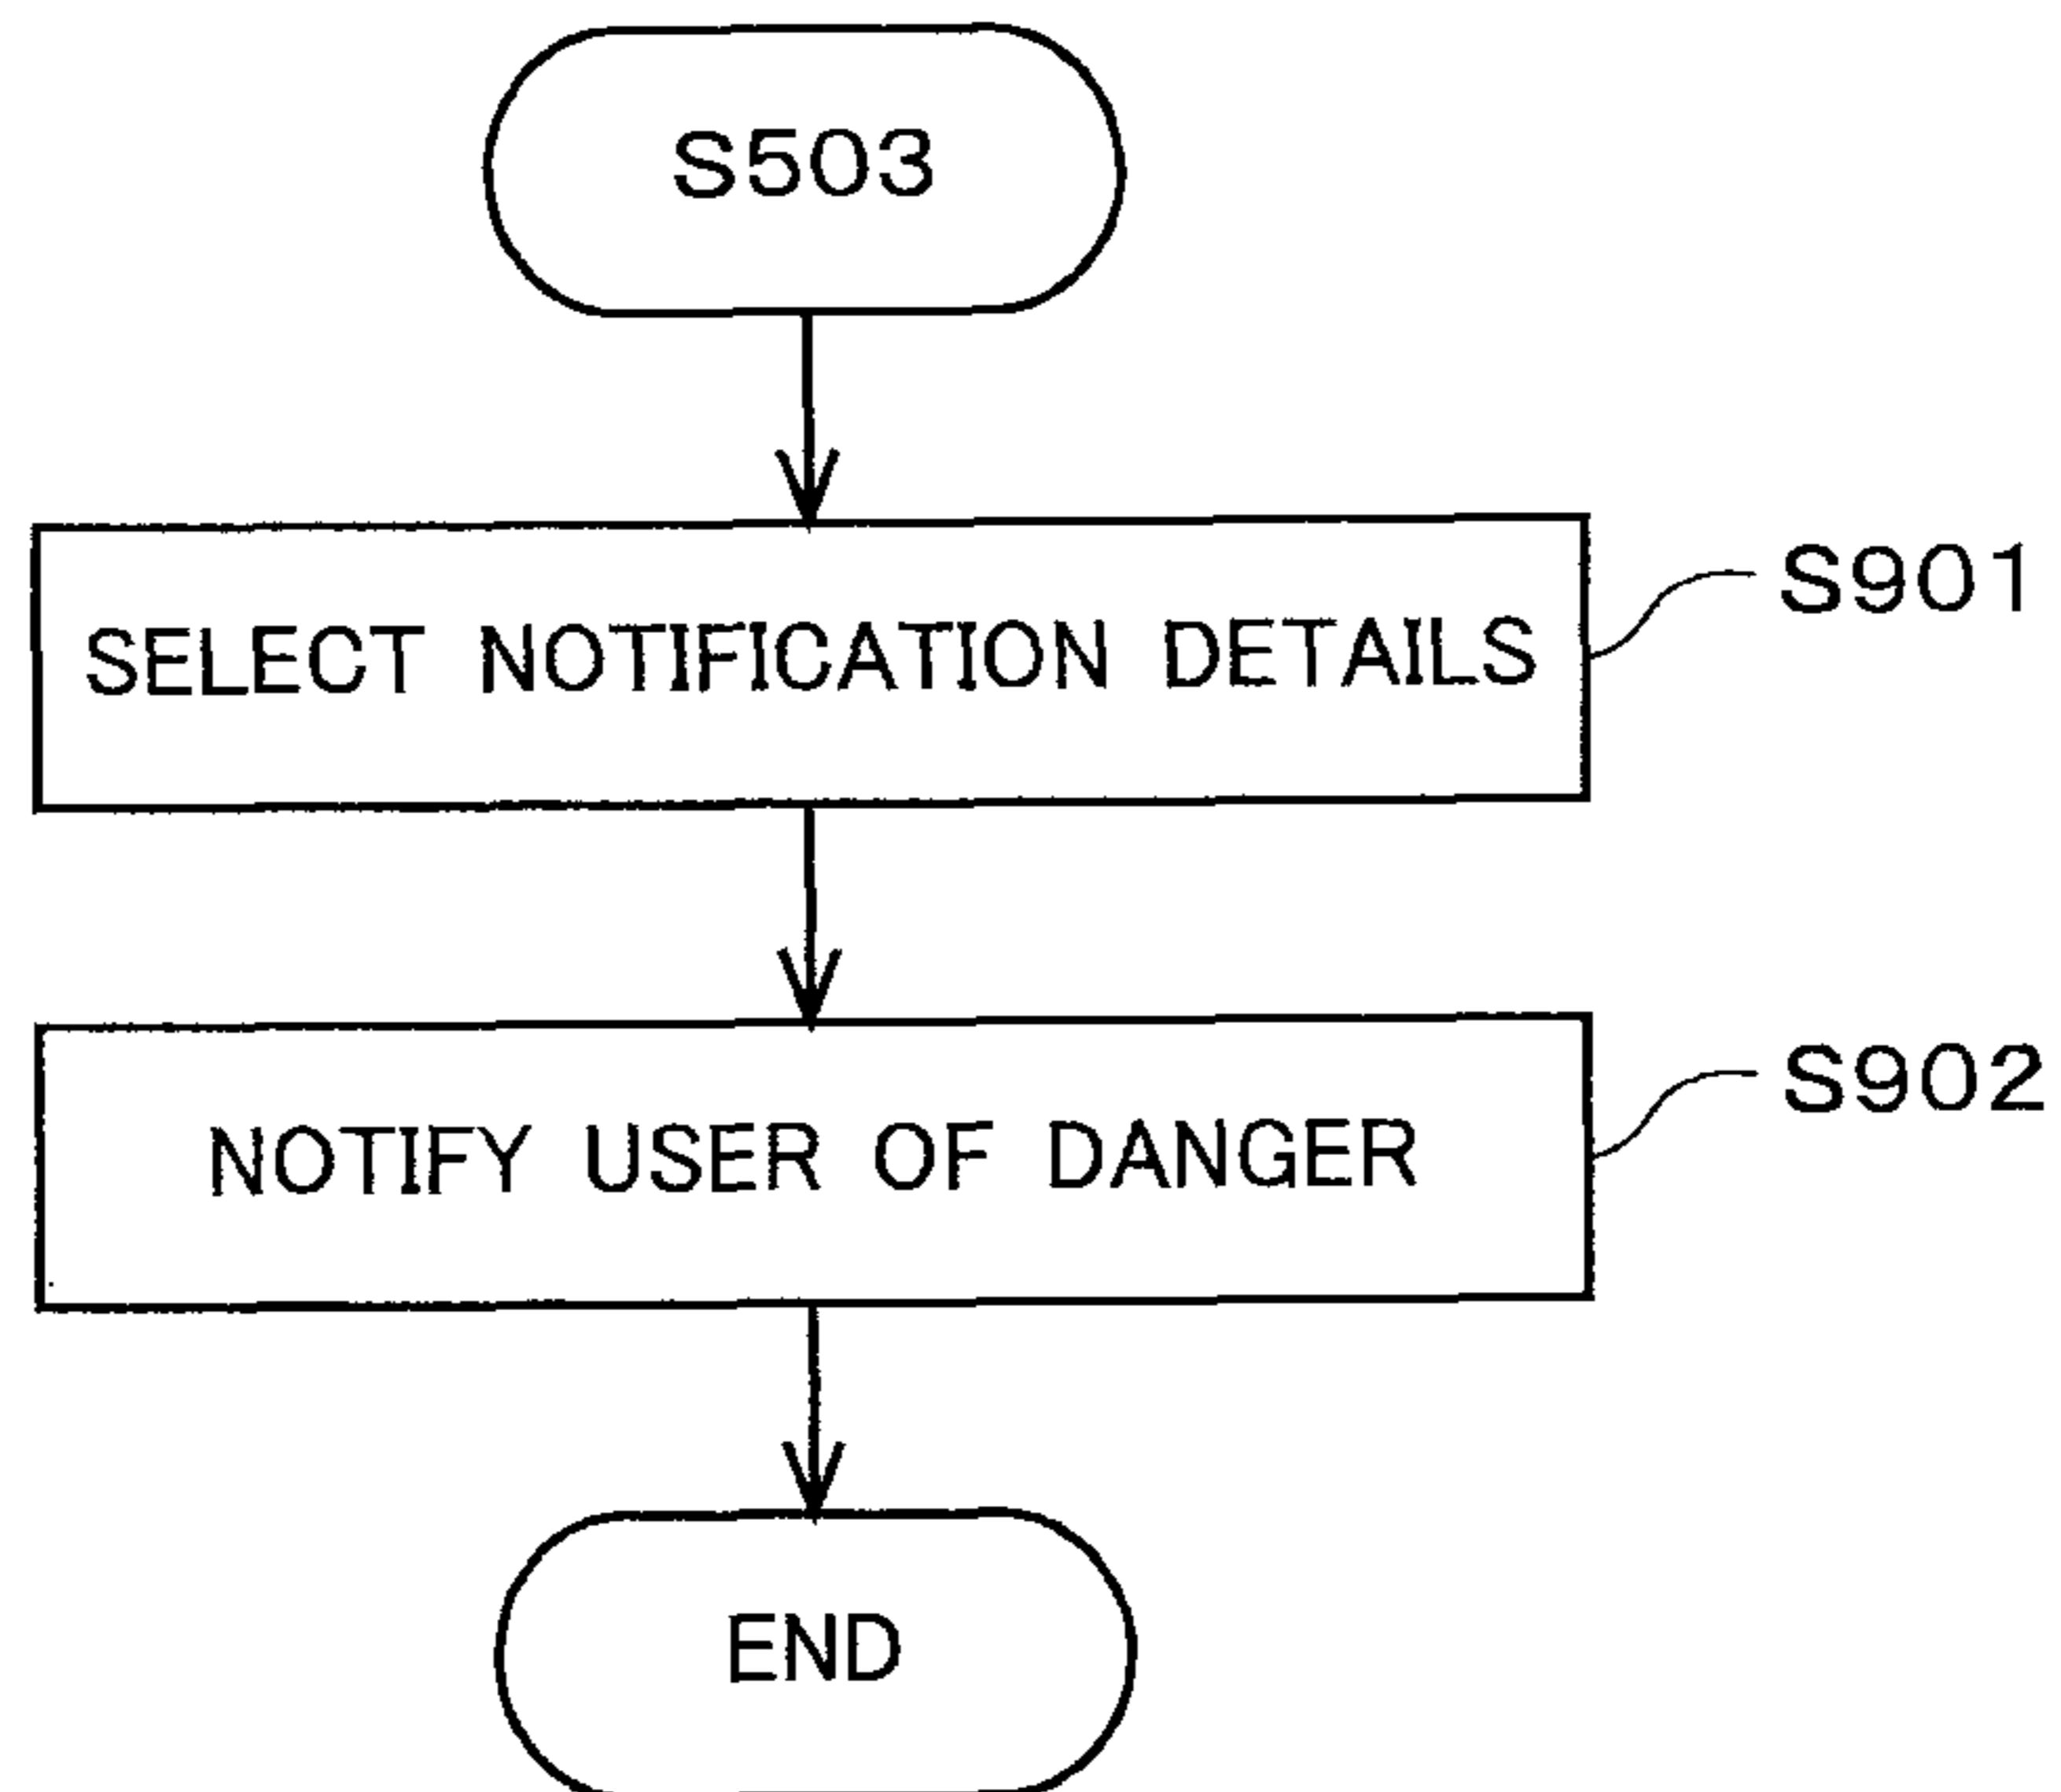 S503
SELECT NOTIFICATION DETAILS
S901
NOTIFY USER OF DANGER
S902
END